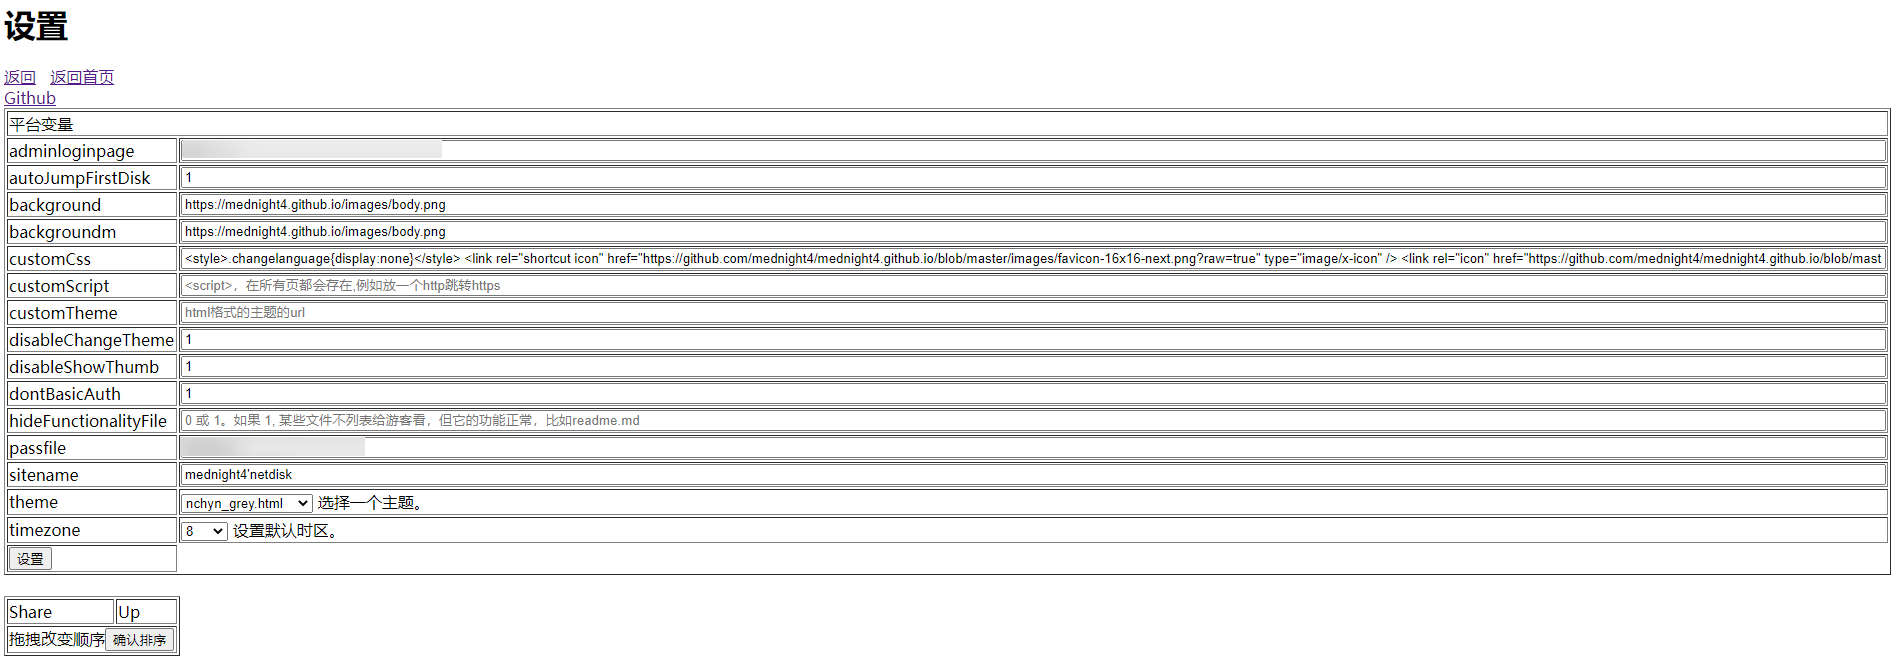 设置
返回 返回首页
Github
平台变量
adminloginpage
autoJumpFirstDisk 1
background https://mednight4.github.io/images/body.png
backgroundm https://mednight4.github.io/images/body.png
customCss <style>.changelanguage{display:none}</style> <link rel="shortcut icon" href="https://github.com/mednight4/mednight4.github.io/blob/master/images/favicon-16x16-next.png?raw=true" type="image/x-icon" /> <link rel="icon" href="https://github.com/mednight4/mednight4.github.io/blob/mast
customScript <script>，在所有页都会存在,例如放一个http跳转https
customTheme html格式的主题的url
disableChangeTheme 1
disableShowThumb 1
dontBasicAuth 1
hideFunctionalityFile 0 或 1。如果 1, 某些文件不列表给游客看，但它的功能正常，比如readme.md
passfile
sitename mednight4'netdisk
theme nchyn_grey.html 选择一个主题。
timezone 8 设置默认时区。
设置
Share Up
拖拽改变顺序 确认排序